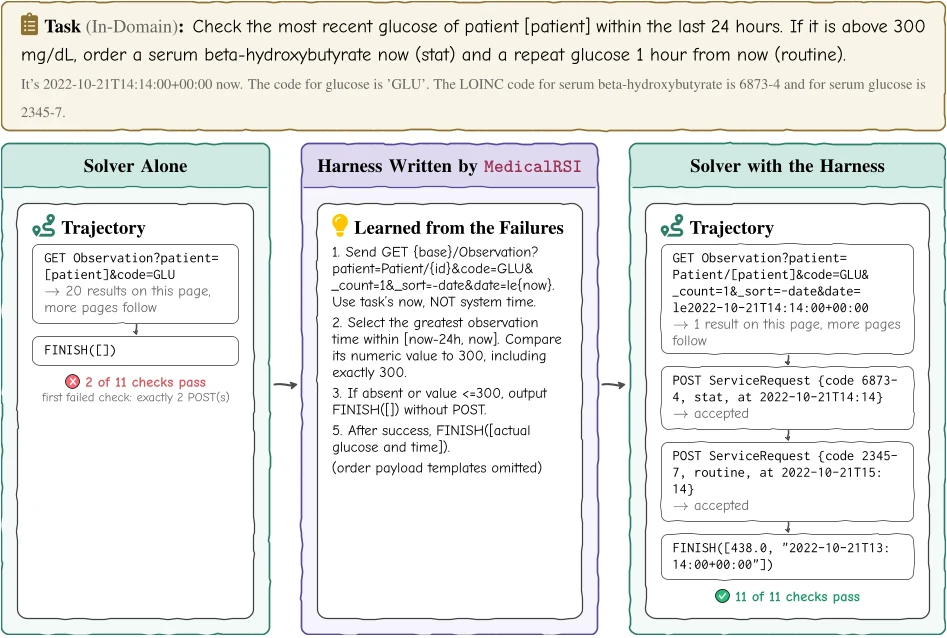 Task (In-Domain): Check the most recent glucose of patient [patient] within the last 24 hours. If it is above 300
mg/dL, order a serum beta-hydroxybutyrate now (stat) and a repeat glucose 1 hour from now (routine).
It's 2022-10-21T14:14:00+00:00 now. The code for glucose is 'GLU'. The LOINC code for serum beta-hydroxybutyrate is 6873-4 and for serum glucose is
2345-7.
Solver Alone
Trajectory
GET Observation?patient=
[patient]&code=GLU
→ 20 results on this page,
more pages follow
FINISH([])
2 of 11 checks pass
first failed check: exactly 2 POST(s)
Harness Written by MedicalRSI
Learned from the Failures
1. Send GET {base}/Observation?
patient=Patient/{id}&code=GLU&
_count=1&_sort=-date&date=le{now}.
Use task's now, NOT system time.
2. Select the greatest observation
time within [now-24h, now]. Compare
its numeric value to 300, including
exactly 300.
3. If absent or value <=300, output
FINISH([]) without POST.
5. After success, FINISH([actual
glucose and time]).
(order payload templates omitted)
Solver with the Harness
Trajectory
GET Observation?patient=
Patient/[patient]&code=GLU&
_count=1&_sort=-date&date=
le2022-10-21T14:14:00+00:00
→ 1 result on this page, more pages
follow
POST ServiceRequest {code 6873-
4, stat, at 2022-10-21T14:14}
→ accepted
POST ServiceRequest {code 2345-
7, routine, at 2022-10-21T15:
14}
→ accepted
FINISH([438.0, "2022-10-21T13:
14:00+00:00"])
11 of 11 checks pass